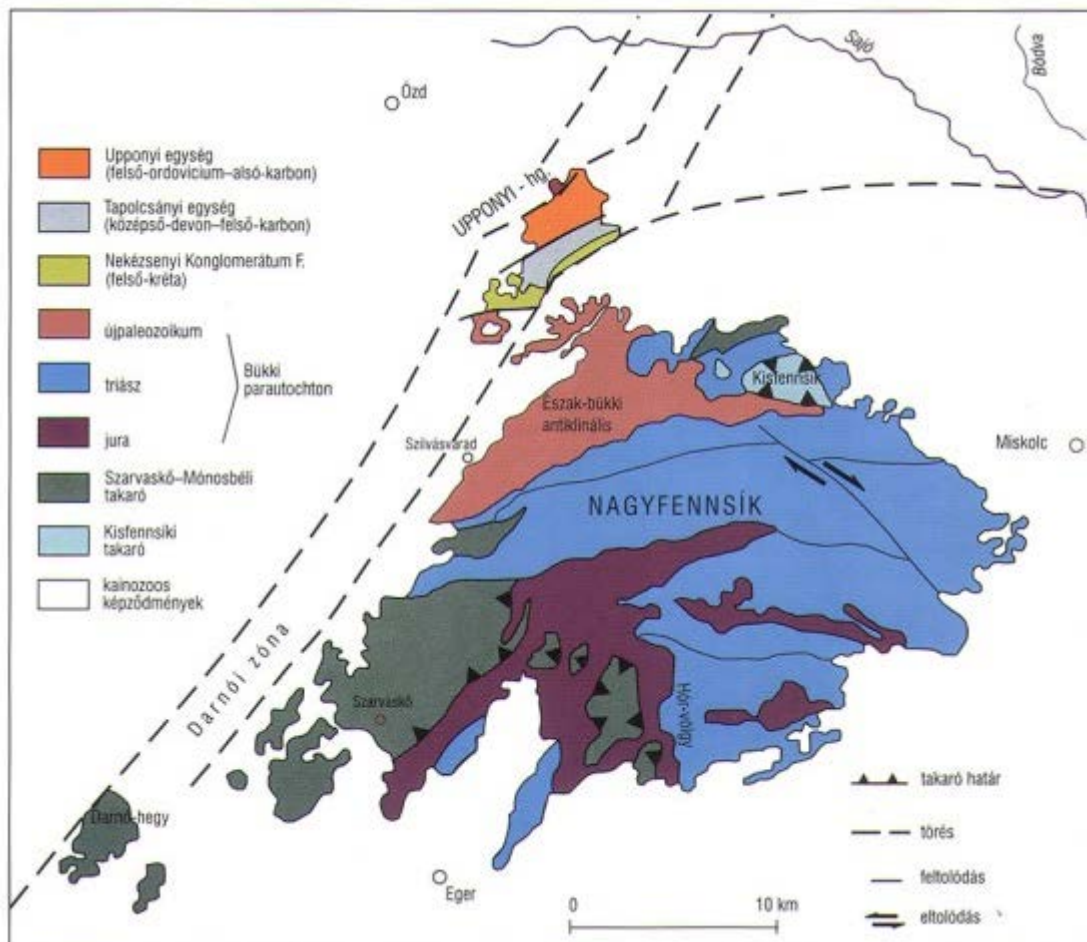 Sajó
Bódva
Ózd
Upponyi egység
(felső-ordovicium–alsó-karbon)
Tapolcsányi egység
(középső-devon–felső-karbon)
Nekézsenyi Konglomerátum F.
(felső-kréta)
újpaleozoikum
triász
Bükki
parautochton
jura
Szarvaskő–Mónosbéli
takaró
Kisfennsíki
takaró
kainozoos
képződmények
UPPONYI - hg.
Kisfennsík
Észak-bükki
antiklinális
Szilvásvárad
Miskolc
NAGYFENNSÍK
Darnói zóna
Szarvaskő
Hór-völgy
Darnó-hegy
Eger
0
10 km
takaró határ
törés
feltolódás
eltolódás